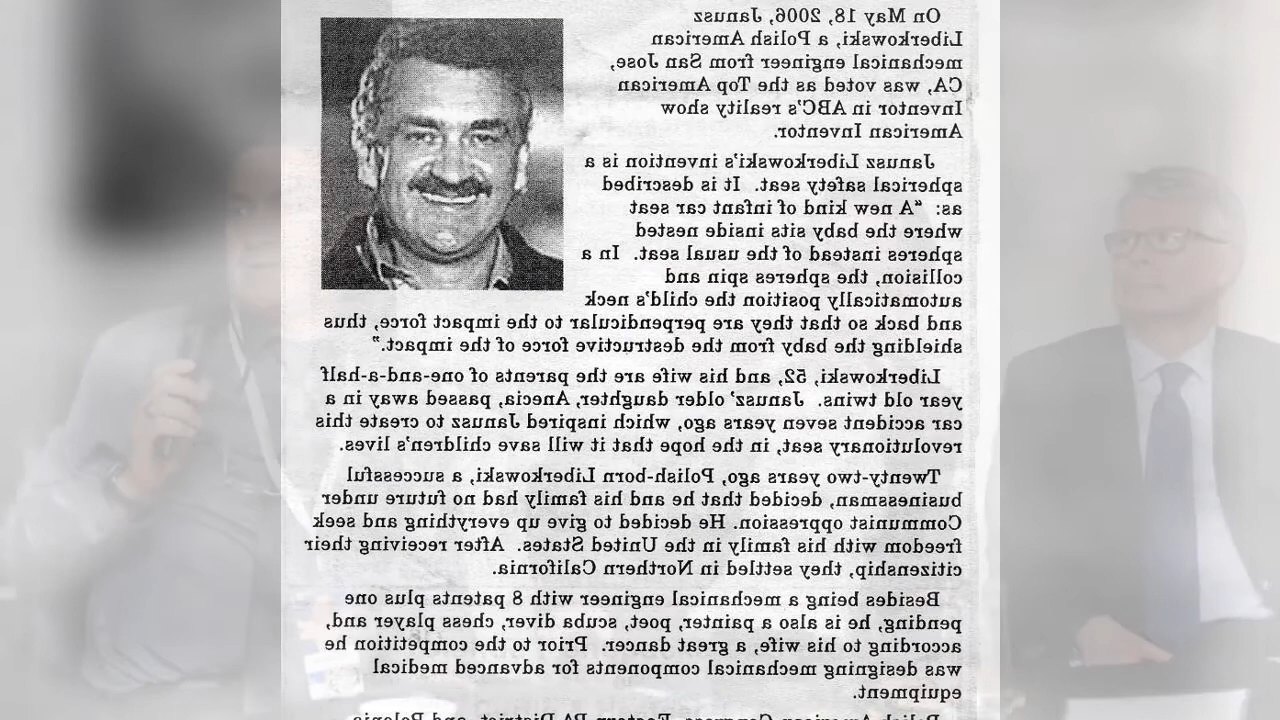 On May 18, 2006, Janusz
Liberkowski, a Polish American
mechanical engineer from San Jose,
CA, was voted as the Top American
Inventor in ABC's reality show
American Inventor.
Janusz Liberkowski's invention is a
spherical safety seat. It is described
as: “A new kind of infant car seat
where the baby sits inside nested
spheres instead of the usual seat. In a
collision, the spheres spin and
automatically position the child's neck
and back so that they are perpendicular to the impact force, thus
shielding the baby from the destructive force of the impact.”
Liberkowski, 52, and his wife are the parents of one-and-a-half
year old twins. Janusz’ older daughter, Anecia, passed away in a
car accident seven years ago, which inspired Janusz to create this
revolutionary seat, in the hope that it will save children's lives.
Twenty-two years ago, Polish-born Liberkowski, a successful
businessman, decided that he and his family had no future under
Communist oppression. He decided to give up everything and seek
freedom with his family in the United States. After receiving their
citizenship, they settled in Northern California.
Besides being a mechanical engineer with 8 patents plus one
pending, he is also a painter, poet, scuba diver, chess player and,
according to his wife, a great dancer. Prior to the competition he
was designing mechanical components for advanced medical
equipment.
Polish American Congress, Eastern PA District, and Polonia